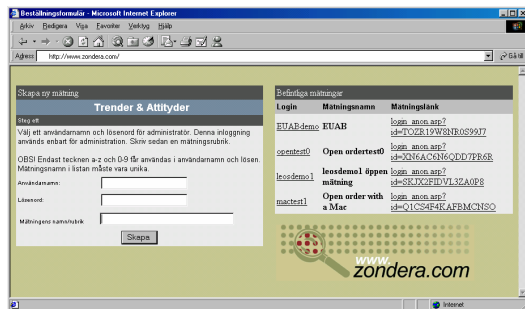 Beställningsformulär - Microsoft Internet Explorer
Arkiv Redigera Visa Favoriter Verktyg Hjälp
Adress http://www.zondera.com/ Gå till
Skapa ny mätning
Trender & Attityder
Steg ett
Välj ett användarnamn och lösenord för administratör. Denna inloggning
används enbart för administration. Skriv sedan en mätningsrubrik.
OBS! Endast tecknen a-z och 0-9 får användas i användarnamn och lösen.
Mätningsnamn i listan måste vara unika.
Användarnamn:
Lösenord:
Mätningens namn/rubrik
Skapa
Befintliga mätningar
Login Mätningsnamn Mätningslänk
EUABdemo EUAB login_anon.asp?
id=TOZR19W8NR0S99J7
opentest0 Open ordertest0 login_anon.asp?
id=XN6AC6N6QDD7PR6R
leosdemo1 leosdemo1 öppen
mätning login_anon.asp?
id=SKJX2FIDVL3ZA0P8
mactest1 Open order with
a Mac login_anon.asp?
id=Q1CS4F4KAFBMCNSO
www.
zondera.com
Internet